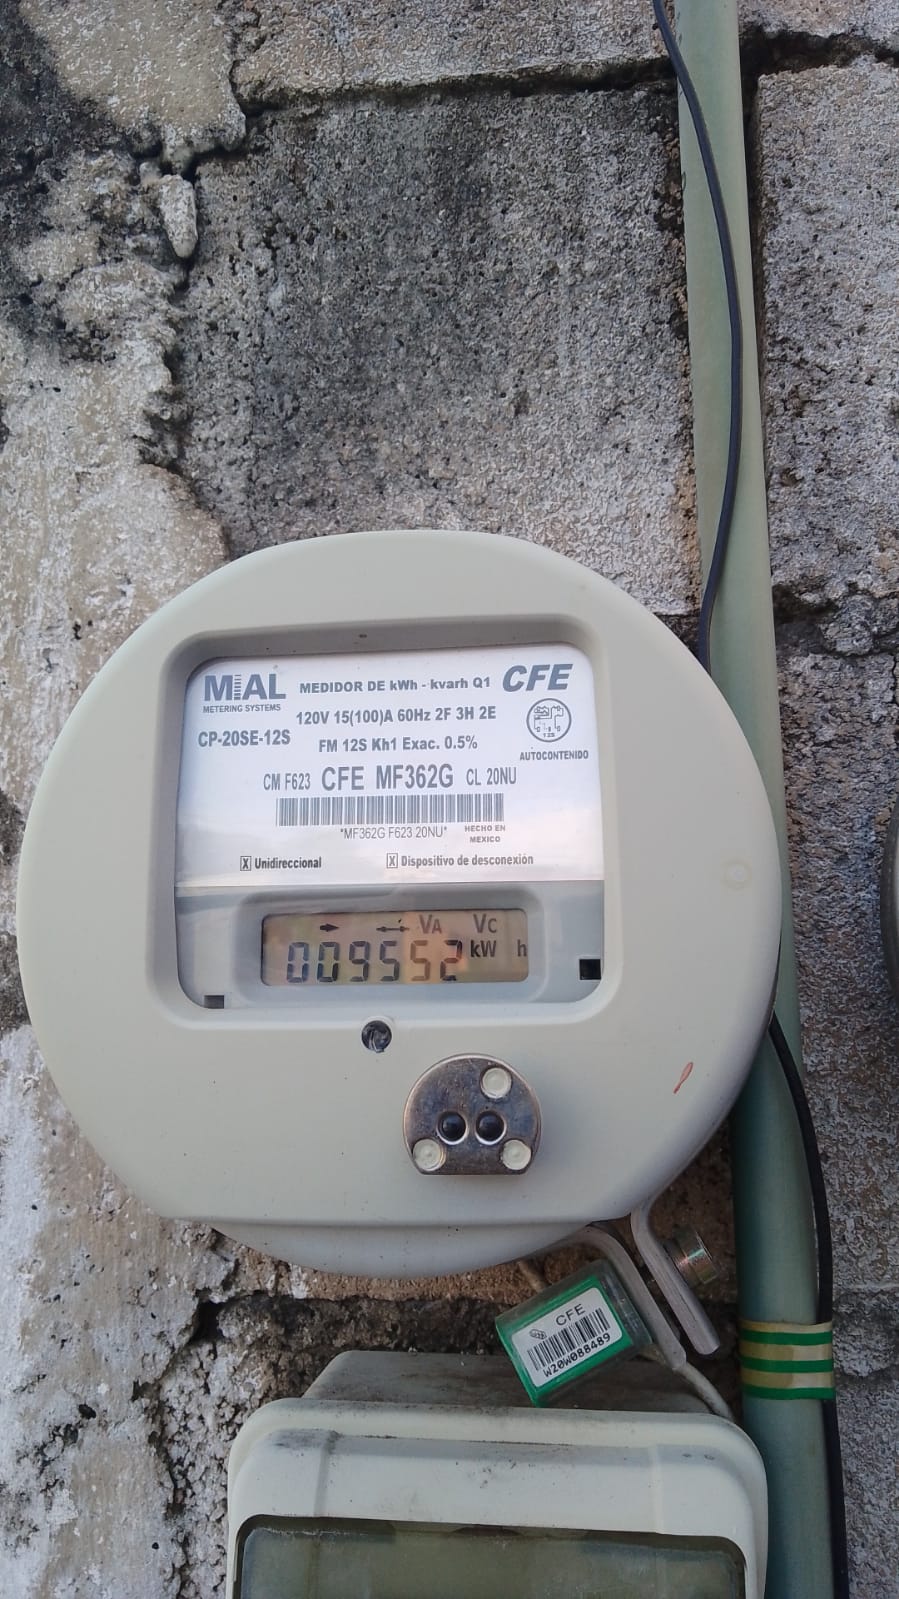 MIAL
METERING SYSTEMS
MEDIDOR DE kWh - kvarh Q1
CFE
120V 15(100)A 60Hz 2F 3H 2E
CP-20SE-12S
FM 12S Kh1 Exac. 0.5%
12S
AUTOCONTENIDO
CM F623 CFE MF362G CL 20NU
*MF362G F623 20NU*
HECHO EN
MEXICO
X Unidireccional
X Dispositivo de desconexión
VA VC
009552 kW h
CFE
W20W088489